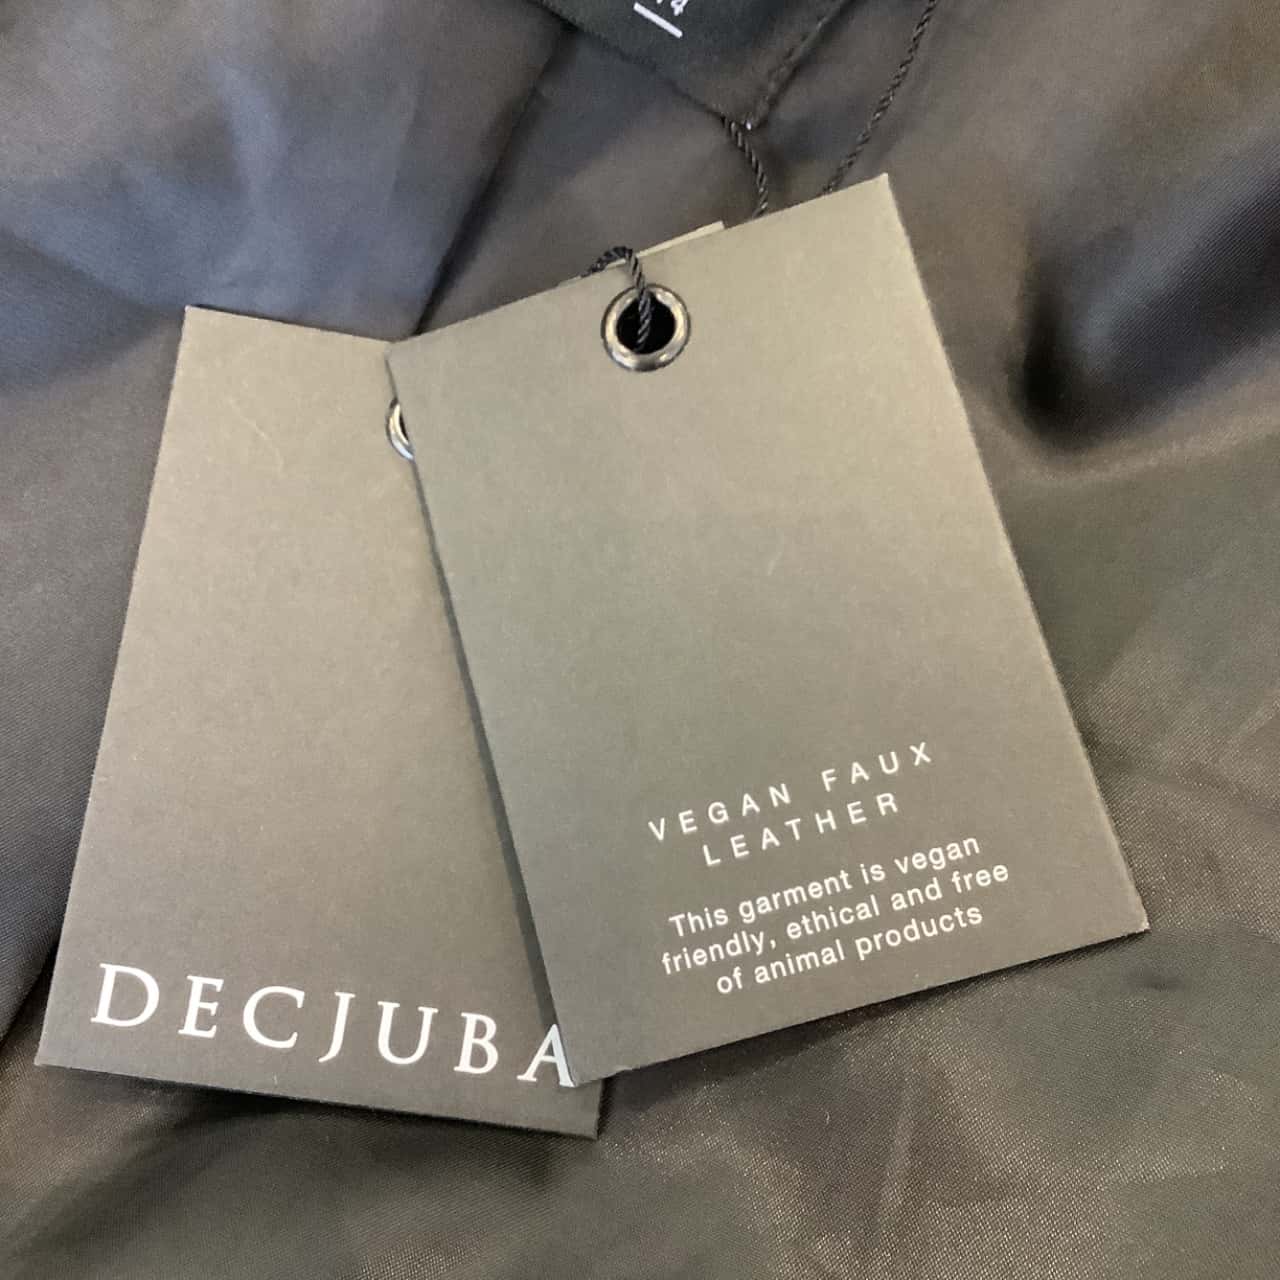 DECJUBA
VEGAN FAUX
LEATHER
This garment is vegan
friendly, ethical and free
of animal products